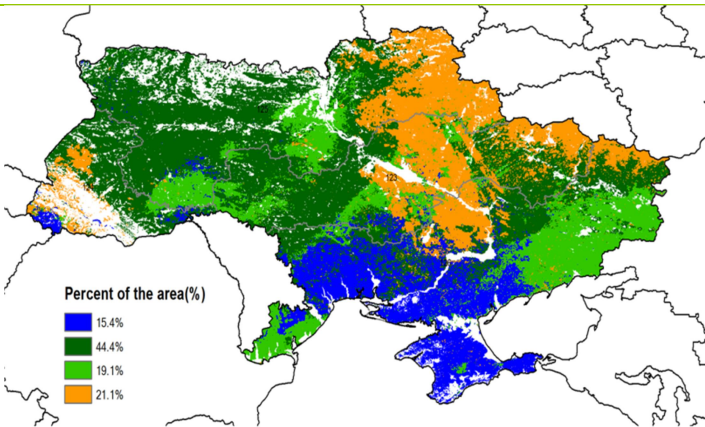 Percent of the area(%)
15.4%
44.4%
19.1%
21.1%